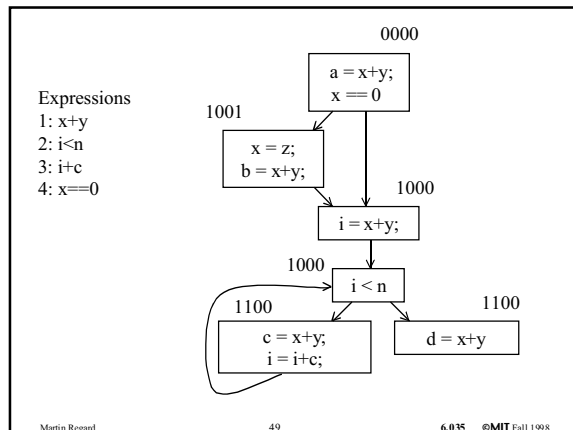 0000
a = x+y;
x == 0
Expressions
1: x+y
2: i<n
3: i+c
4: x==0
1001
x = z;
b = x+y;
1000
i = x+y;
1000
i < n
1100
c = x+y;
i = i+c;
1100
d = x+y
Martin Regard 49 6.035 ©MIT Fall 1998